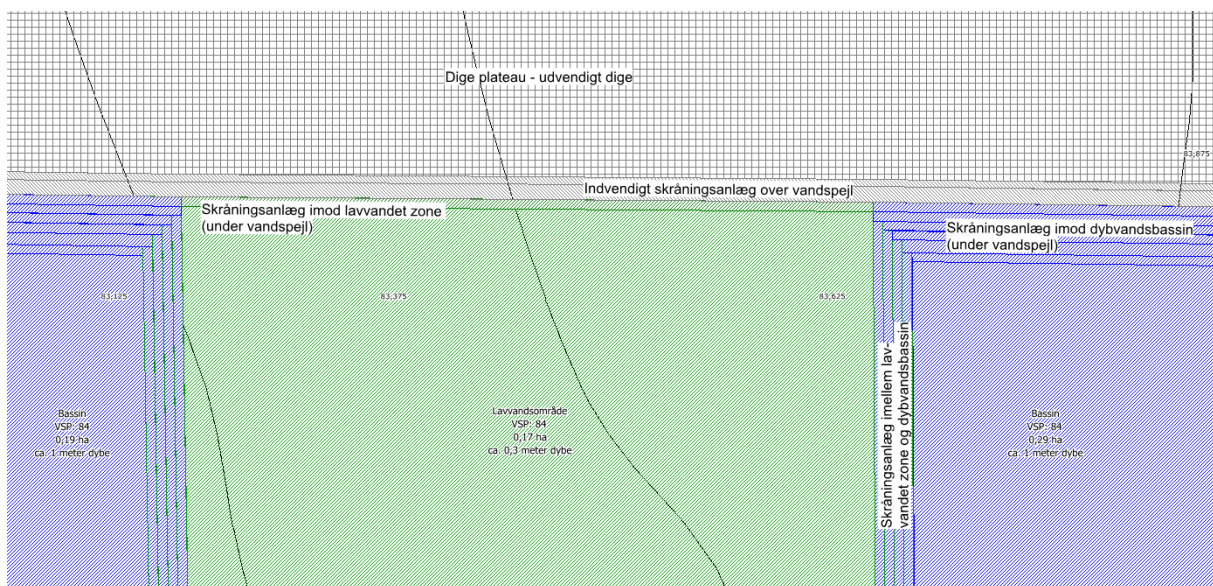 Dige plateau - udvendigt dige
83,875
Indvendigt skråningsanlæg over vandspejl
Skråningsanlæg imod lavvandet zone
(under vandspejl)
Skråningsanlæg imod dybvandsbassin
(under vandspejl)
83,125
83,375
83,625
Bassin
VSP: 84
0,19 ha
ca. 1 meter dybe
Lavvandsområde
VSP: 84
0,17 ha
ca. 0,3 meter dybe
Skråningsanlæg imellem lav-
vandet zone og dybvandsbassin
Bassin
VSP: 84
0,29 ha
ca. 1 meter dybe